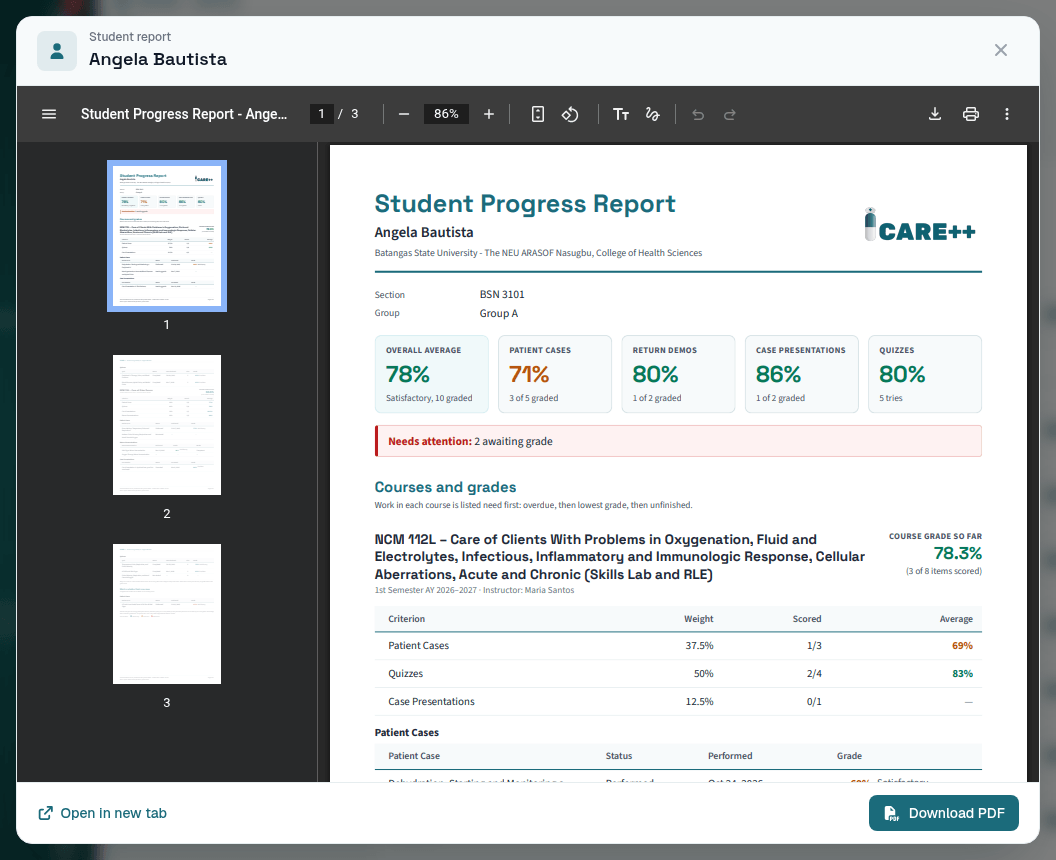 Student report
Angela Bautista
Student Progress Report - Ange...
1 / 3
86%
1
2
3
Student Progress Report
Angela Bautista
Batangas State University - The NEU ARASOF Nasugbu, College of Health Sciences
CARE++
Section BSN 3101
Group Group A
OVERALL AVERAGE
78%
Satisfactory, 10 graded
PATIENT CASES
71%
3 of 5 graded
RETURN DEMOS
80%
1 of 2 graded
CASE PRESENTATIONS
86%
1 of 2 graded
QUIZZES
80%
5 tries
Needs attention: 2 awaiting grade
Courses and grades
Work in each course is listed need first: overdue, then lowest grade, then unfinished.
NCM 112L – Care of Clients With Problems in Oxygenation, Fluid and
Electrolytes, Infectious, Inflammatory and Immunologic Response, Cellular
Aberrations, Acute and Chronic (Skills Lab and RLE)
1st Semester AY 2026–2027 · Instructor: Maria Santos
COURSE GRADE SO FAR
78.3%
(3 of 8 items scored)
Criterion Weight Scored Average
Patient Cases 37.5% 1/3 69%
Quizzes 50% 2/4 83%
Case Presentations 12.5% 0/1 —
Patient Cases
Patient Case Status Performed Grade
Open in new tab
Download PDF